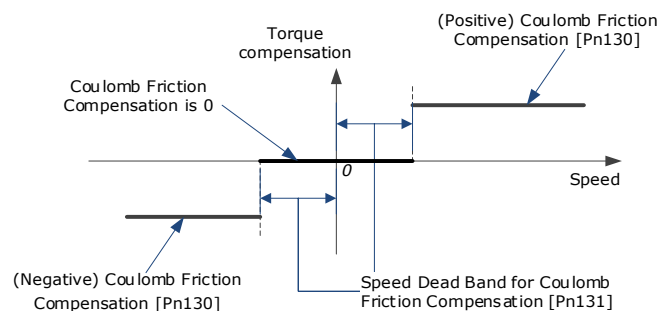 Torque
compensation
(Positive) Coulomb Friction
Compensation [Pn130]
Coulomb Friction
Compensation is 0
0
Speed
(Negative) Coulomb Friction
Compensation [Pn130]
Speed Dead Band for Coulomb
Friction Compensation [Pn131]